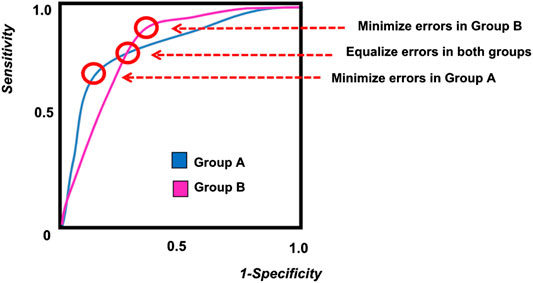 1.0
Minimize errors in Group B
Equalize errors in both groups
Minimize errors in Group A
Sensitivity
0.5
Group A
Group B
0
0.5
1.0
1-Specificity